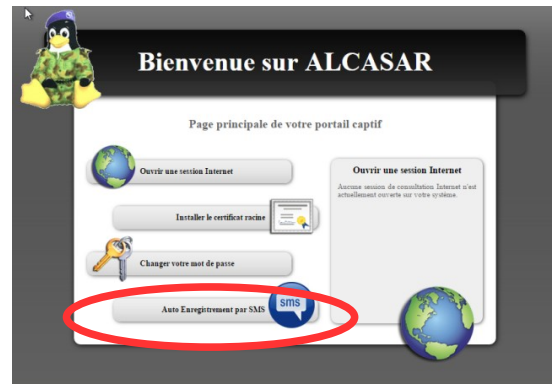 Bienvenue sur ALCASAR
Page principale de votre portail captif
Ouvrir une session Internet
Installer le certificat racine
Changer votre mot de passe
Auto Enregistrement par SMS
sms
Ouvrir une session Internet
Aucune session de consultation Internet n'est
actuellement ouverte sur votre système.